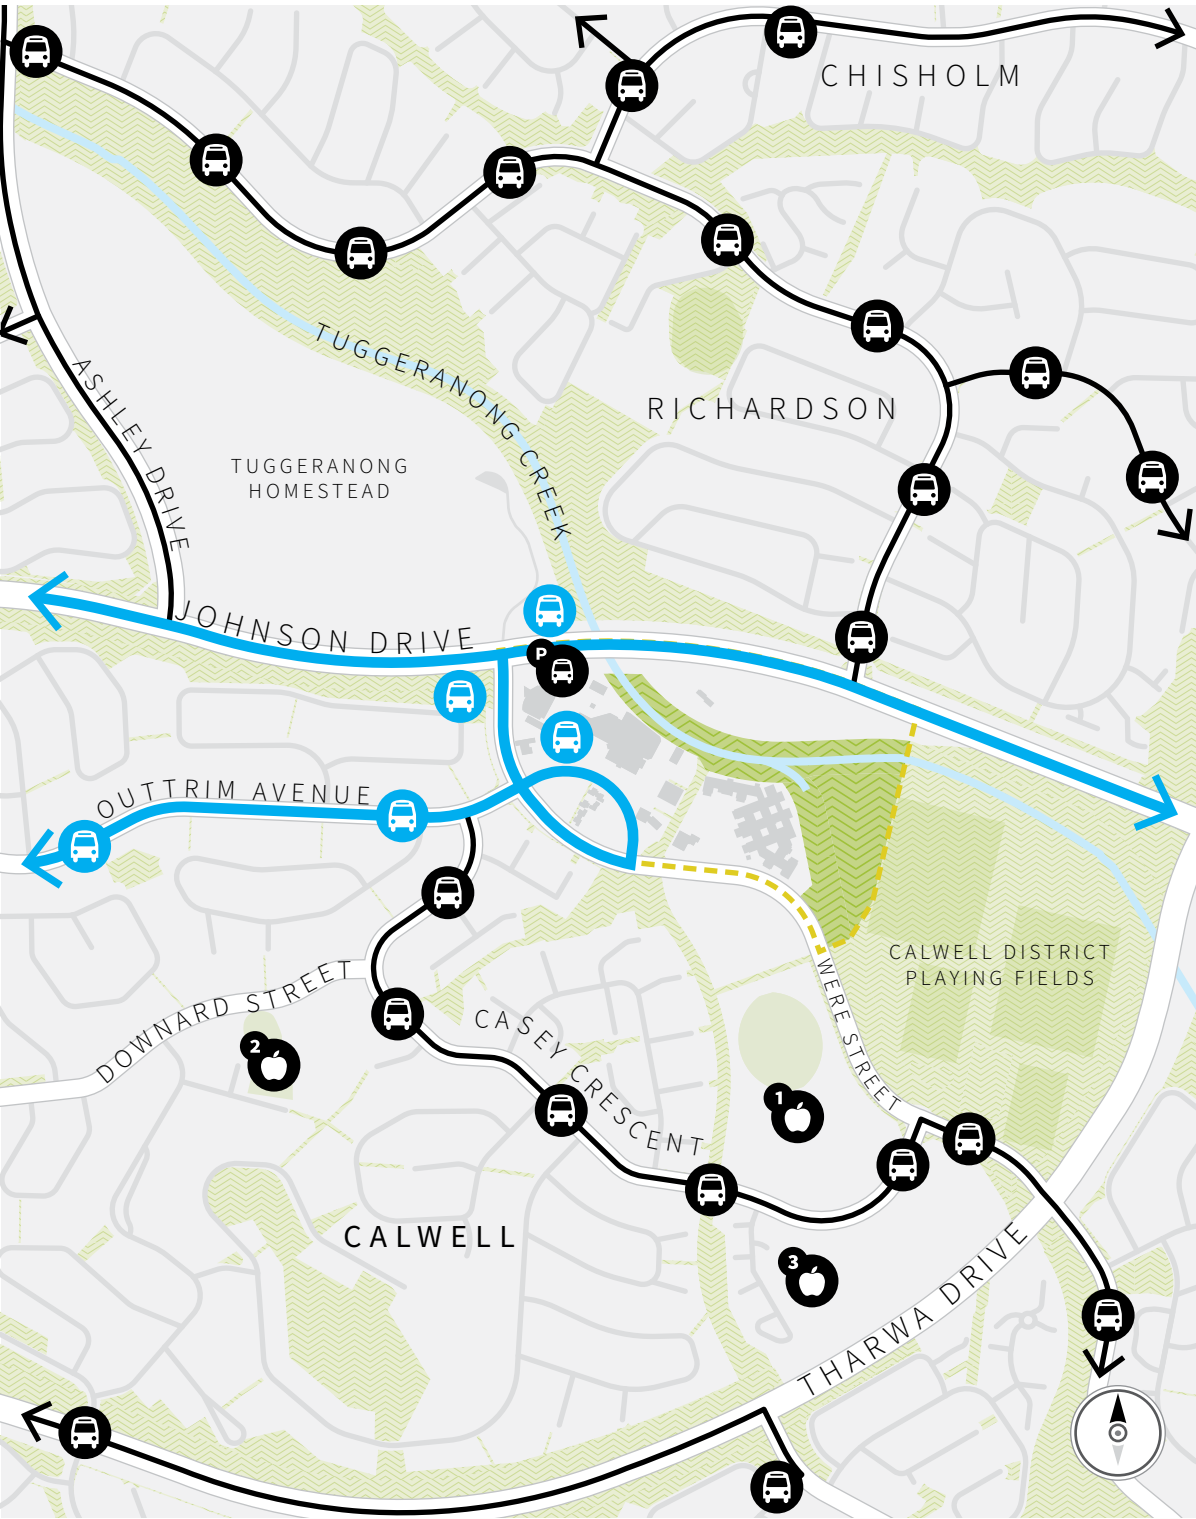 CHISHOLM
TUGGERANONG CREEK
ASHLEY DRIVE
RICHARDSON
TUGGERANONG
HOMESTEAD
JOHNSON DRIVE
P
OUTTRIM AVENUE
CALWELL DISTRICT
PLAYING FIELDS
WERE STREET
DOWNARD STREET
CASEY CRESCENT
2
1
CALWELL
3
THARWA DRIVE